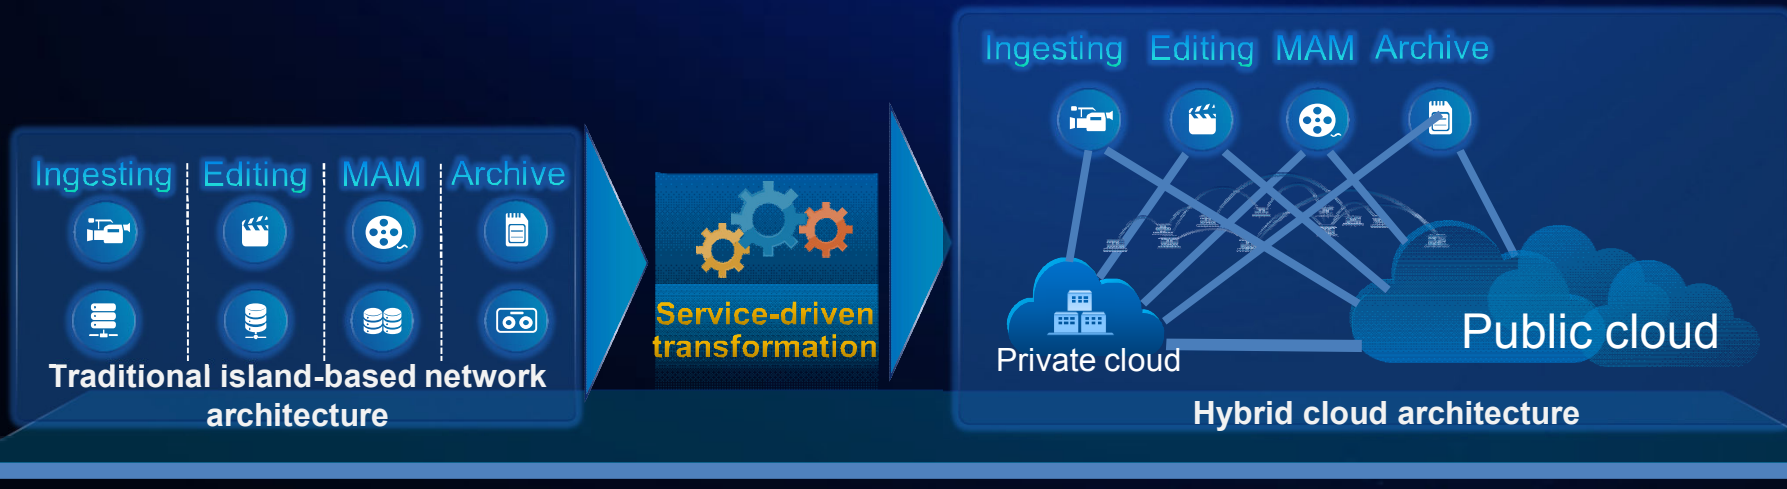 Ingesting
Editing
MAM
Archive
Traditional island-based network
architecture
Service-driven
transformation
Ingesting
Editing
MAM
Archive
Private cloud
Public cloud
Hybrid cloud architecture